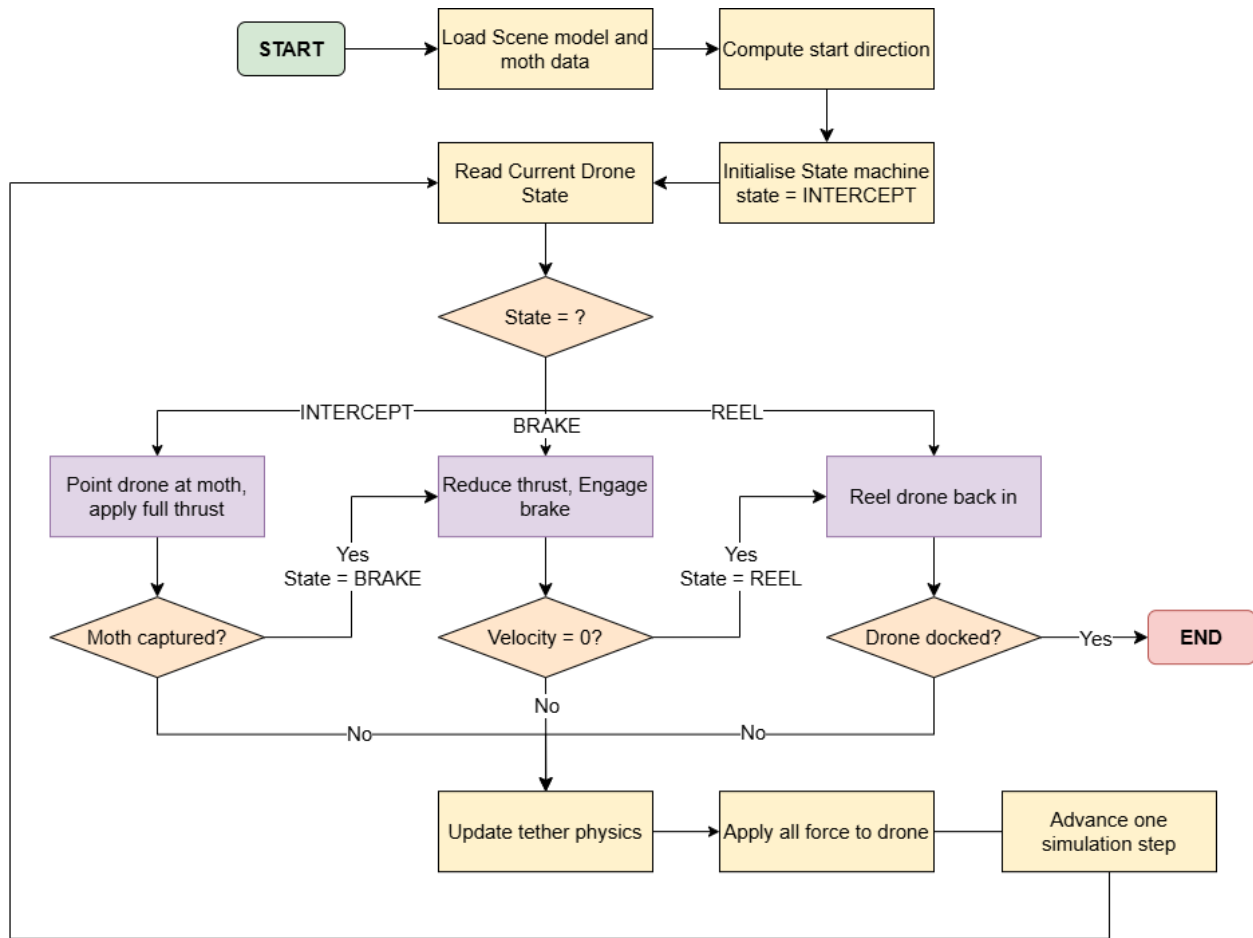 START
Load Scene model and
moth data
Compute start direction
Read Current Drone
State
Initialise State machine
state = INTERCEPT
State = ?
INTERCEPT
BRAKE
REEL
Point drone at moth,
apply full thrust
Yes
State = BRAKE
Reduce thrust, Engage
brake
Yes
State = REEL
Reel drone back in
Moth captured?
Velocity = 0?
Drone docked?
Yes
END
No
No
No
Update tether physics
Apply all force to drone
Advance one
simulation step